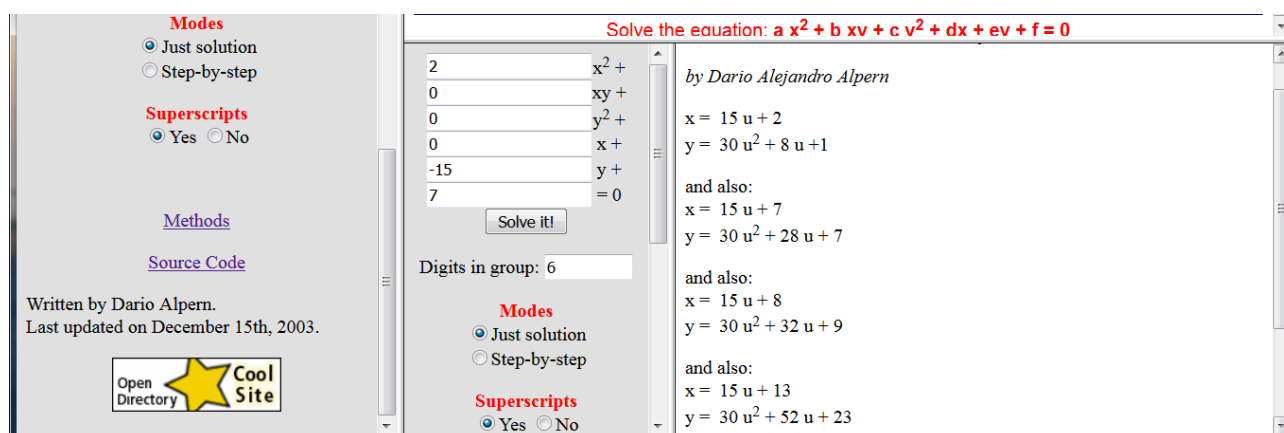 Modes
Just solution
Step-by-step
Superscripts
Yes No
Methods
Source Code
Written by Dario Alpern.
Last updated on December 15th, 2003.
Open Directory Cool Site
Solve the equation: a x² + b xy + c y² + dx + ey + f = 0
2 x² +
0 xy +
0 y² +
0 x +
-15 y +
7 = 0
Solve it!
Digits in group: 6
Modes
Just solution
Step-by-step
Superscripts
Yes No
by Dario Alejandro Alpern
x = 15 u + 2
y = 30 u² + 8 u +1
and also:
x = 15 u + 7
y = 30 u² + 28 u + 7
and also:
x = 15 u + 8
y = 30 u² + 32 u + 9
and also:
x = 15 u + 13
y = 30 u² + 52 u + 23